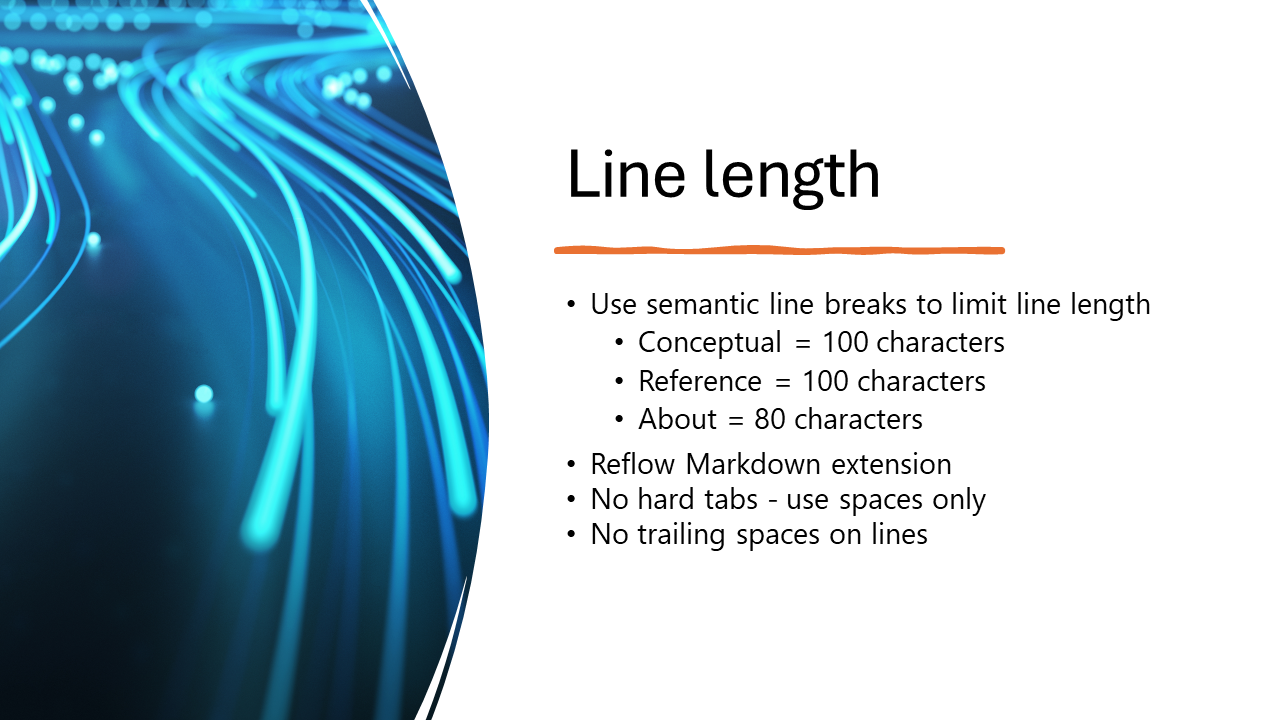 Line length
• Use semantic line breaks to limit line length
• Conceptual = 100 characters
• Reference = 100 characters
• About = 80 characters
• Reflow Markdown extension
• No hard tabs - use spaces only
• No trailing spaces on lines